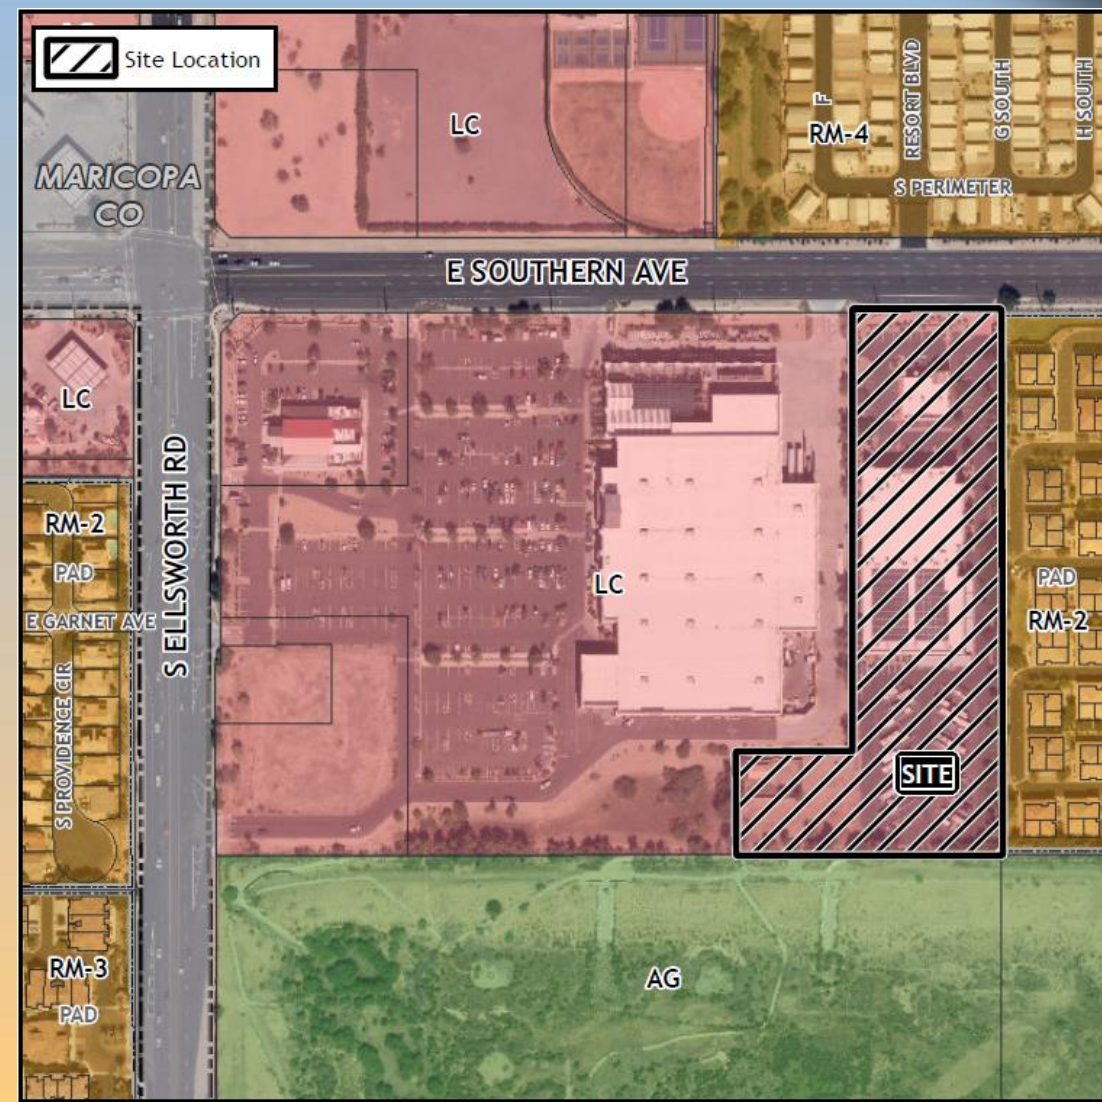 Site Location
LC
RM-4
F
RESORT BLVD
G SOUTH
H SOUTH
S PERIMETER
MARICOPA
CO
E SOUTHERN AVE
LC
S ELLSWORTH RD
RM-2
PAD
E GARNET AVE
S PROVIDENCE CIR
LC
PAD
RM-2
SITE
RM-3
PAD
AG